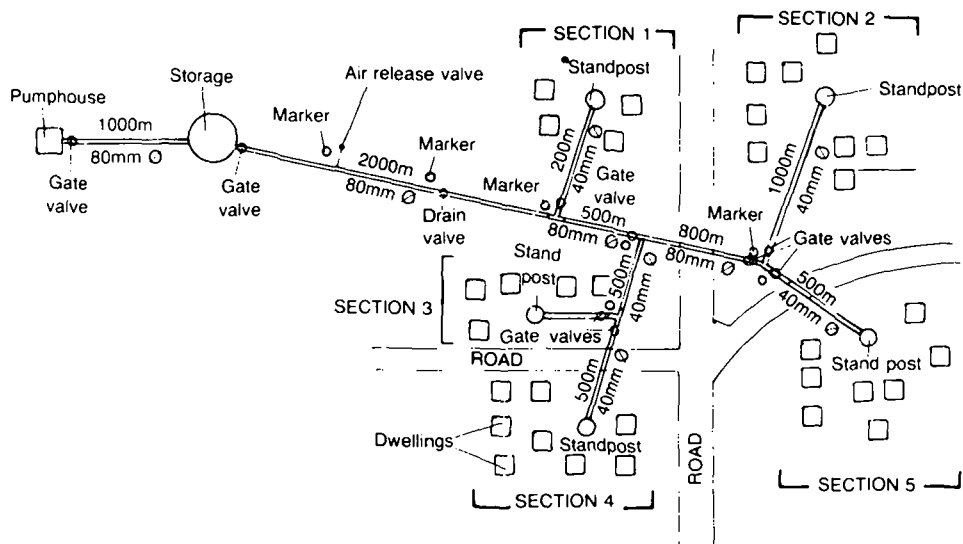 SECTION 1
SECTION 2
Storage
Air release valve
Standpost
Standpost
Pumphouse
Marker
1000m
80mm Ø
Marker
2000m
80mm Ø
200m
40mm Ø
1000m
40mm Ø
Gate
valve
Gate
valve
Gate
valve
Drain
valve
Marker
500m
80mm Ø
800m
80mm Ø
Marker
Gate valves
Stand
post
SECTION 3
500m
40mm Ø
500m
40mm Ø
Gate valves
ROAD
Stand post
500m
40mm Ø
Dwellings
Standpost
ROAD
SECTION 4
SECTION 5